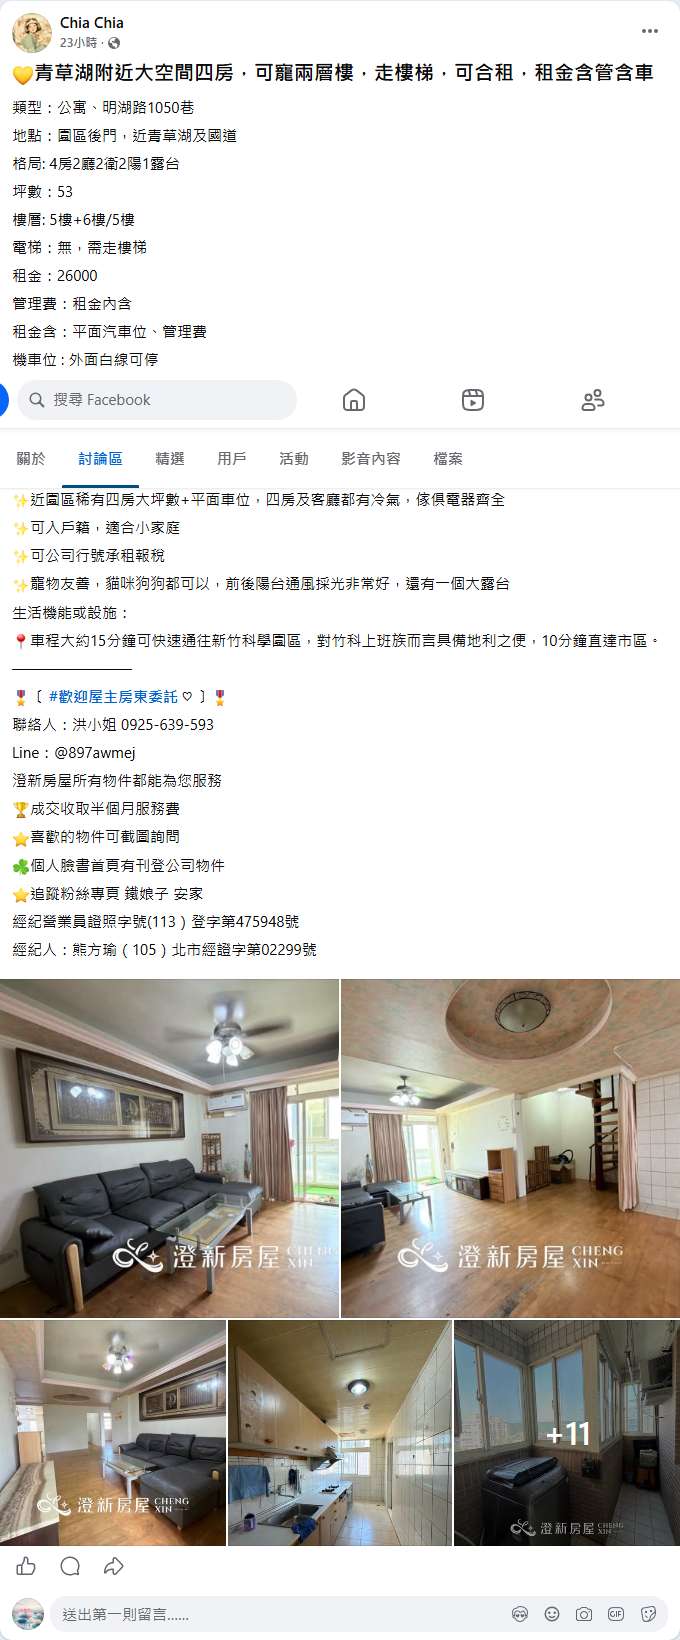 Chia Chia
23小時
💛青草湖附近大空間四房，可寵兩層樓，走樓梯，可合租，租金含管含車
類型：公寓、明湖路1050巷
地點：園區後門，近青草湖及國道
格局: 4房2廳2衛2陽1露台
坪數：53
樓層: 5樓+6樓/5樓
電梯：無，需走樓梯
租金：26000
管理費：租金內含
租金含：平面汽車位、管理費
機車位 : 外面白線可停
搜尋 Facebook
關於 討論區 精選 用戶 活動 影音內容 檔案
✨近園區稀有四房大坪數+平面車位，四房及客廳都有冷氣，傢俱電器齊全
✨可入戶籍，適合小家庭
✨可公司行號承租報稅
✨寵物友善，貓咪狗狗都可以，前後陽台通風採光非常好，還有一個大露台
生活機能或設施：
📍車程大約15分鐘可快速通往新竹科學園區，對竹科上班族而言具備地利之便，10分鐘直達市區。
————————
🎖️〔 #歡迎屋主房東委託 ♡ 〕🎖️
聯絡人：洪小姐 0925-639-593
Line：@897awmej
澄新房屋所有物件都能為您服務
🏆成交收取半個月服務費
⭐喜歡的物件可截圖詢問
☘️個人臉書首頁有刊登公司物件
⭐追蹤粉絲專頁 鐵娘子 安家
經紀營業員證照字號(113 ) 登字第475948號
經紀人：熊方瑜（105 ) 北市經證字第02299號
澄新房屋 CHENG XIN
澄新房屋 CHENG XIN
澄新房屋 CHENG XIN
+11
澄新房屋 CHENG XIN
送出第一則留言......
GIF